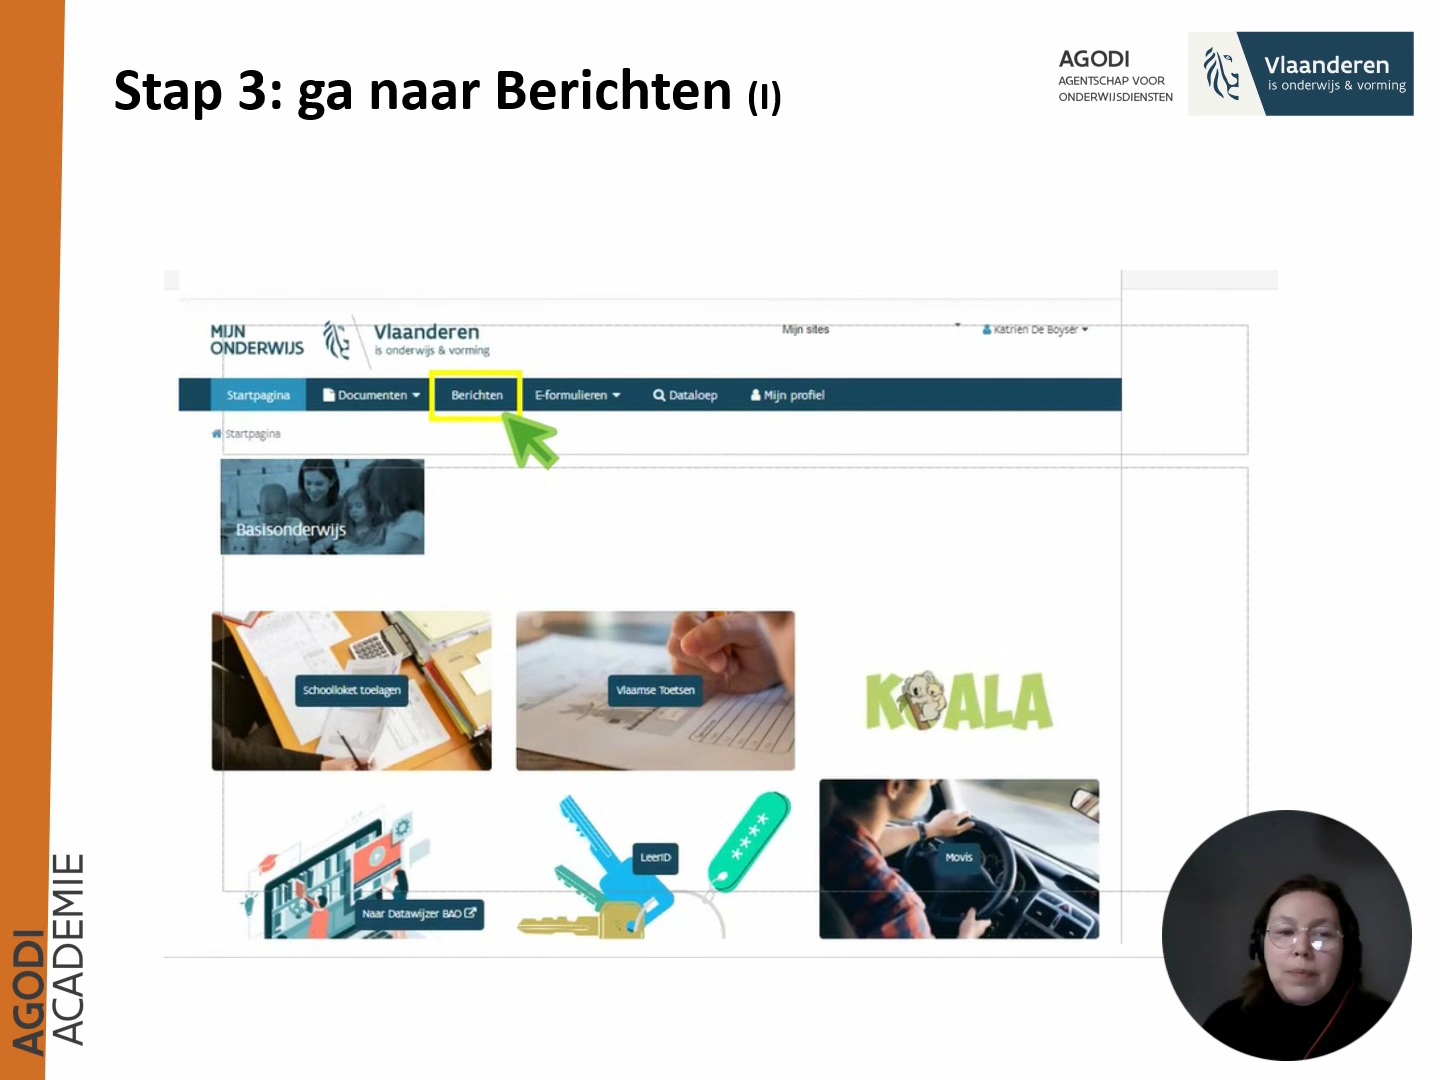 Stap 3: ga naar Berichten (I)
AGODI
AGENTSCHAP VOOR
ONDERWIJSDIENSTEN
Vlaanderen
is onderwijs & vorming
MIJN
ONDERWIJS
Vlaanderen
is onderwijs & vorming
Mijn sites
Katrien De Boyser
Startpagina
Documenten
Berichten
E-formulieren
Dataloep
Mijn profiel
Startpagina
Basisonderwijs
Schoolloket toelagen
Vlaamse Toetsen
KOALA
Naar Datawijzer BAO
LeerID
****
Movis
AGODI
ACADEMIE